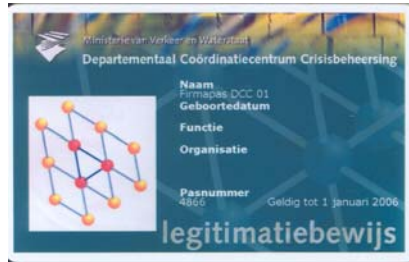 Ministerie van Verkeer en Waterstaat
Departementaal Coördinatiecentrum Crisisbeheersing
Naam
Firmapas DCC 01
Geboortedatum
Functie
Organisatie
Pasnummer
4866 Geldig tot 1 januari 2006
legitimatiebewijs